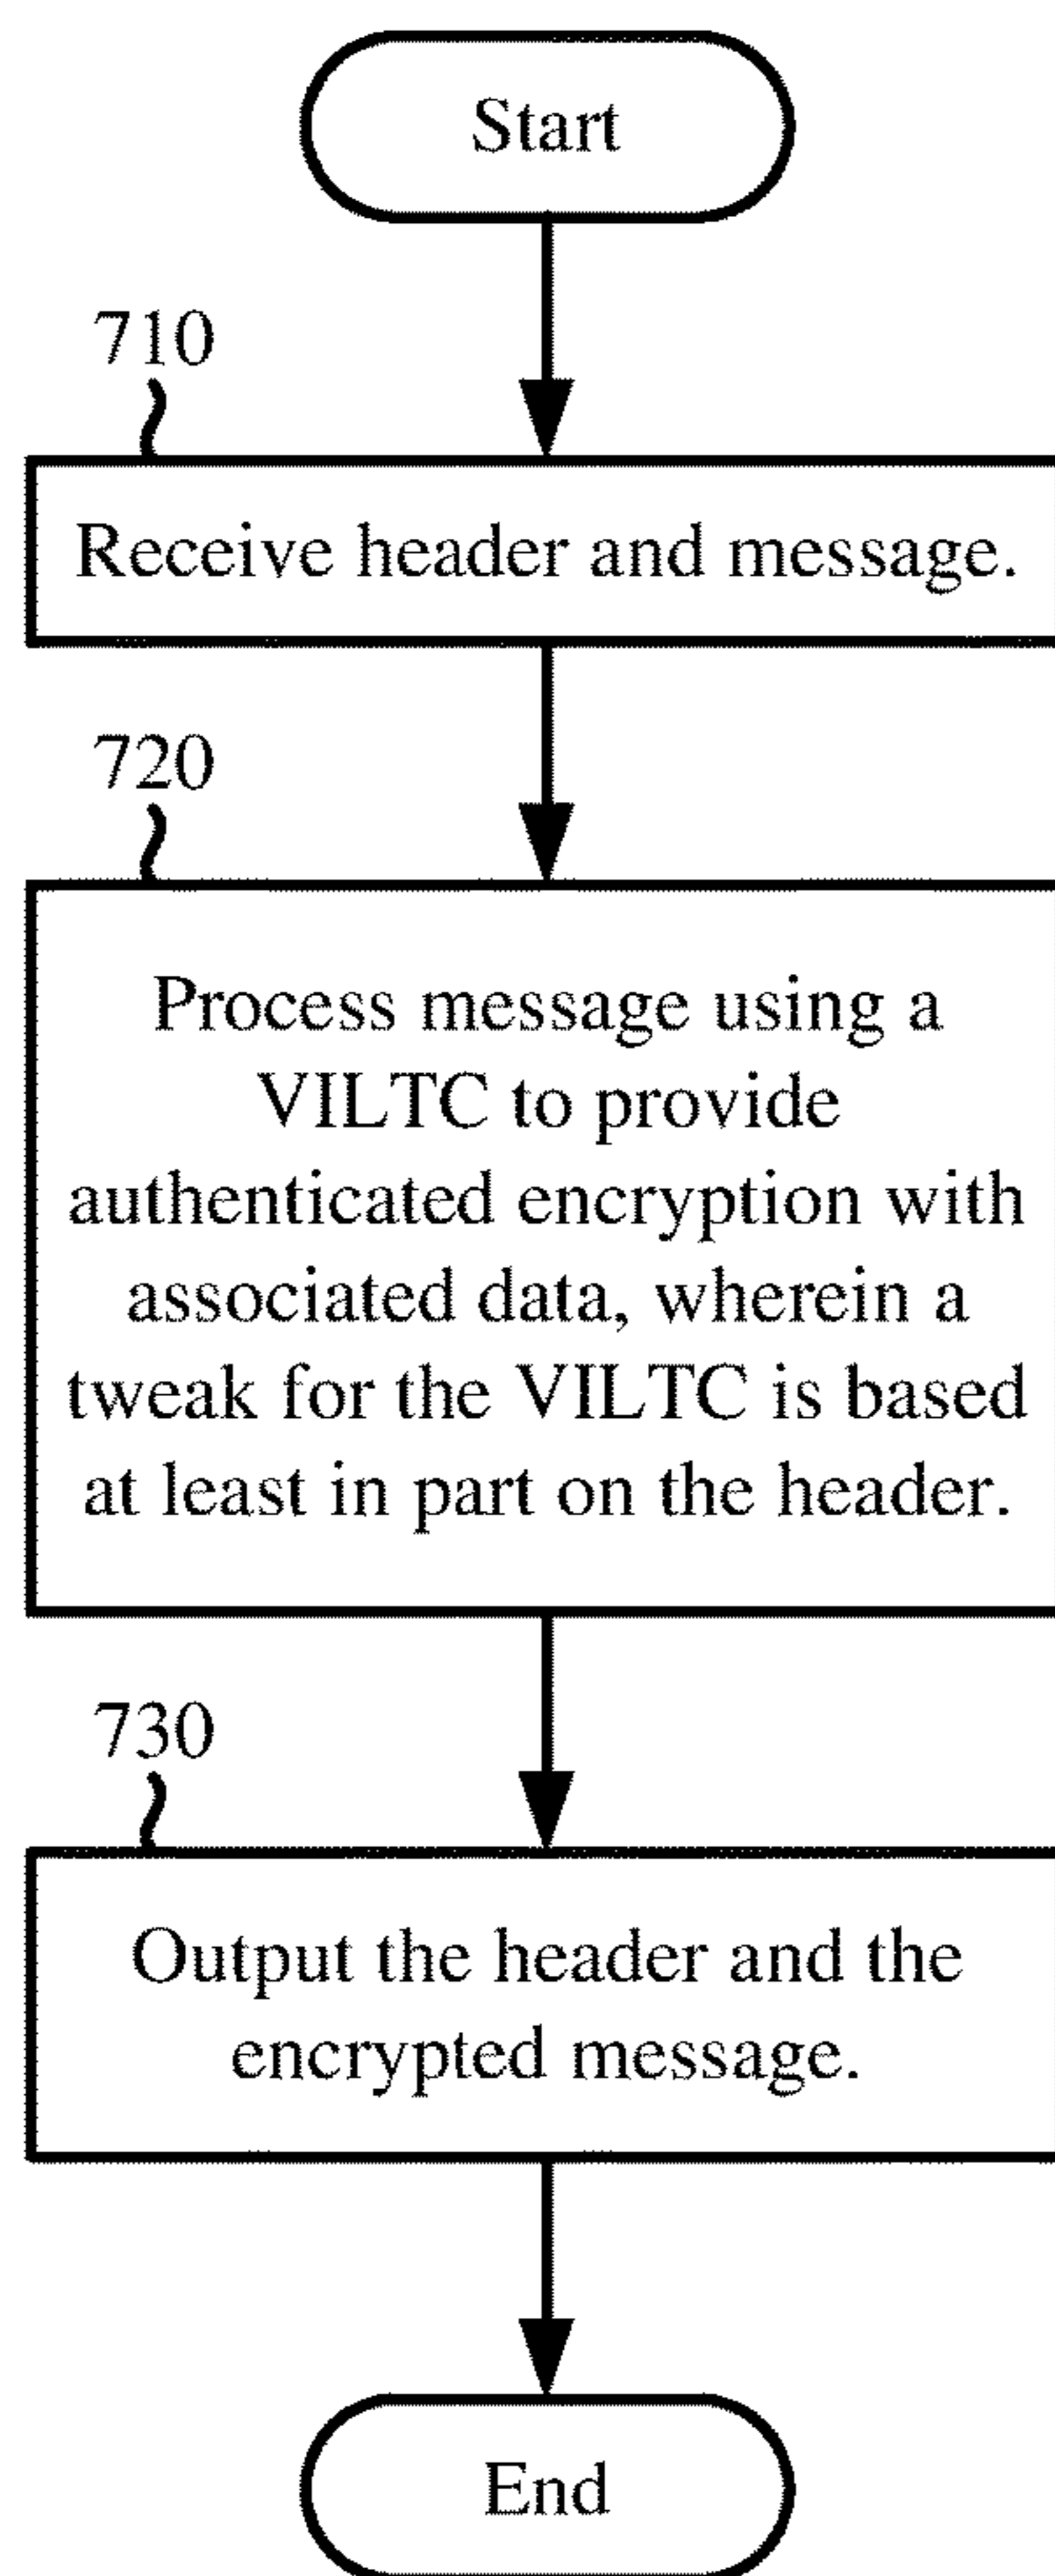 Start
710
Receive header and message.
720
Process message using a
VILTC to provide
authenticated encryption with
associated data, wherein a
tweak for the VILTC is based
at least in part on the header.
730
Output the header and the
encrypted message.
End